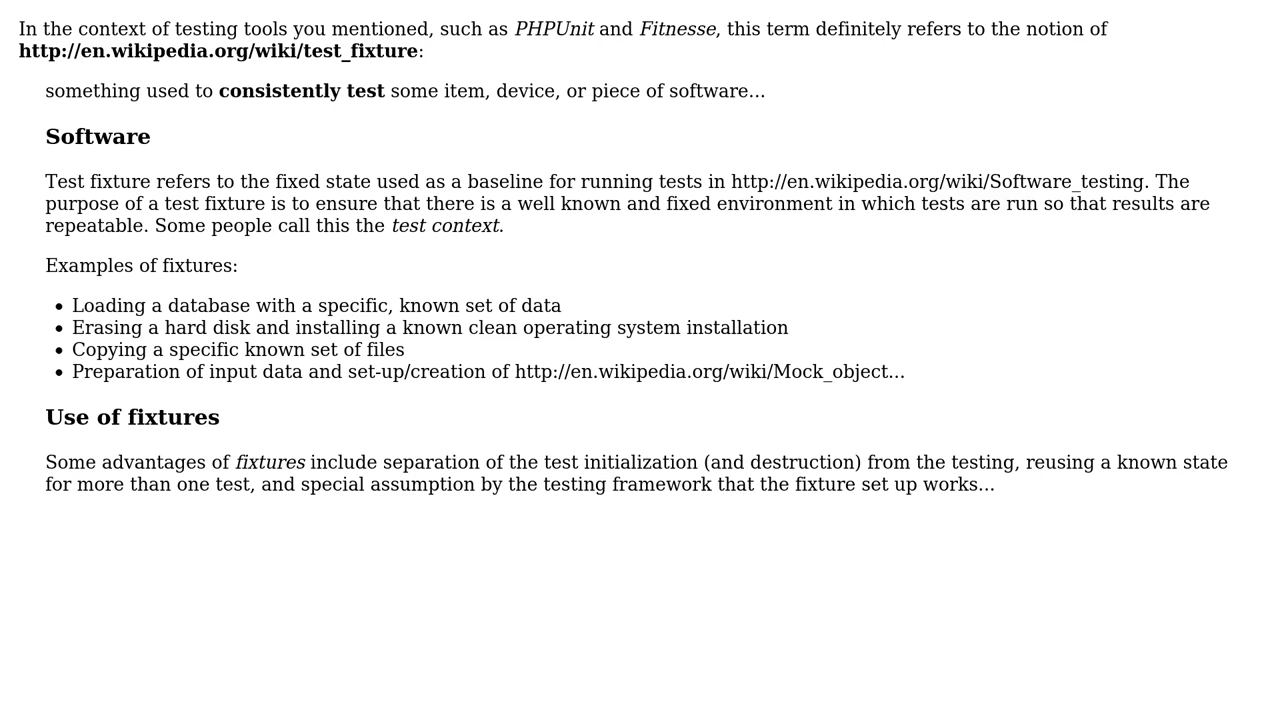 In the context of testing tools you mentioned, such as PHPUnit and Fitnesse, this term definitely refers to the notion of
http://en.wikipedia.org/wiki/test_fixture:
something used to consistently test some item, device, or piece of software...
Software
Test fixture refers to the fixed state used as a baseline for running tests in http://en.wikipedia.org/wiki/Software_testing. The
purpose of a test fixture is to ensure that there is a well known and fixed environment in which tests are run so that results are
repeatable. Some people call this the test context.
Examples of fixtures:
• Loading a database with a specific, known set of data
• Erasing a hard disk and installing a known clean operating system installation
• Copying a specific known set of files
• Preparation of input data and set-up/creation of http://en.wikipedia.org/wiki/Mock_object...
Use of fixtures
Some advantages of fixtures include separation of the test initialization (and destruction) from the testing, reusing a known state
for more than one test, and special assumption by the testing framework that the fixture set up works...